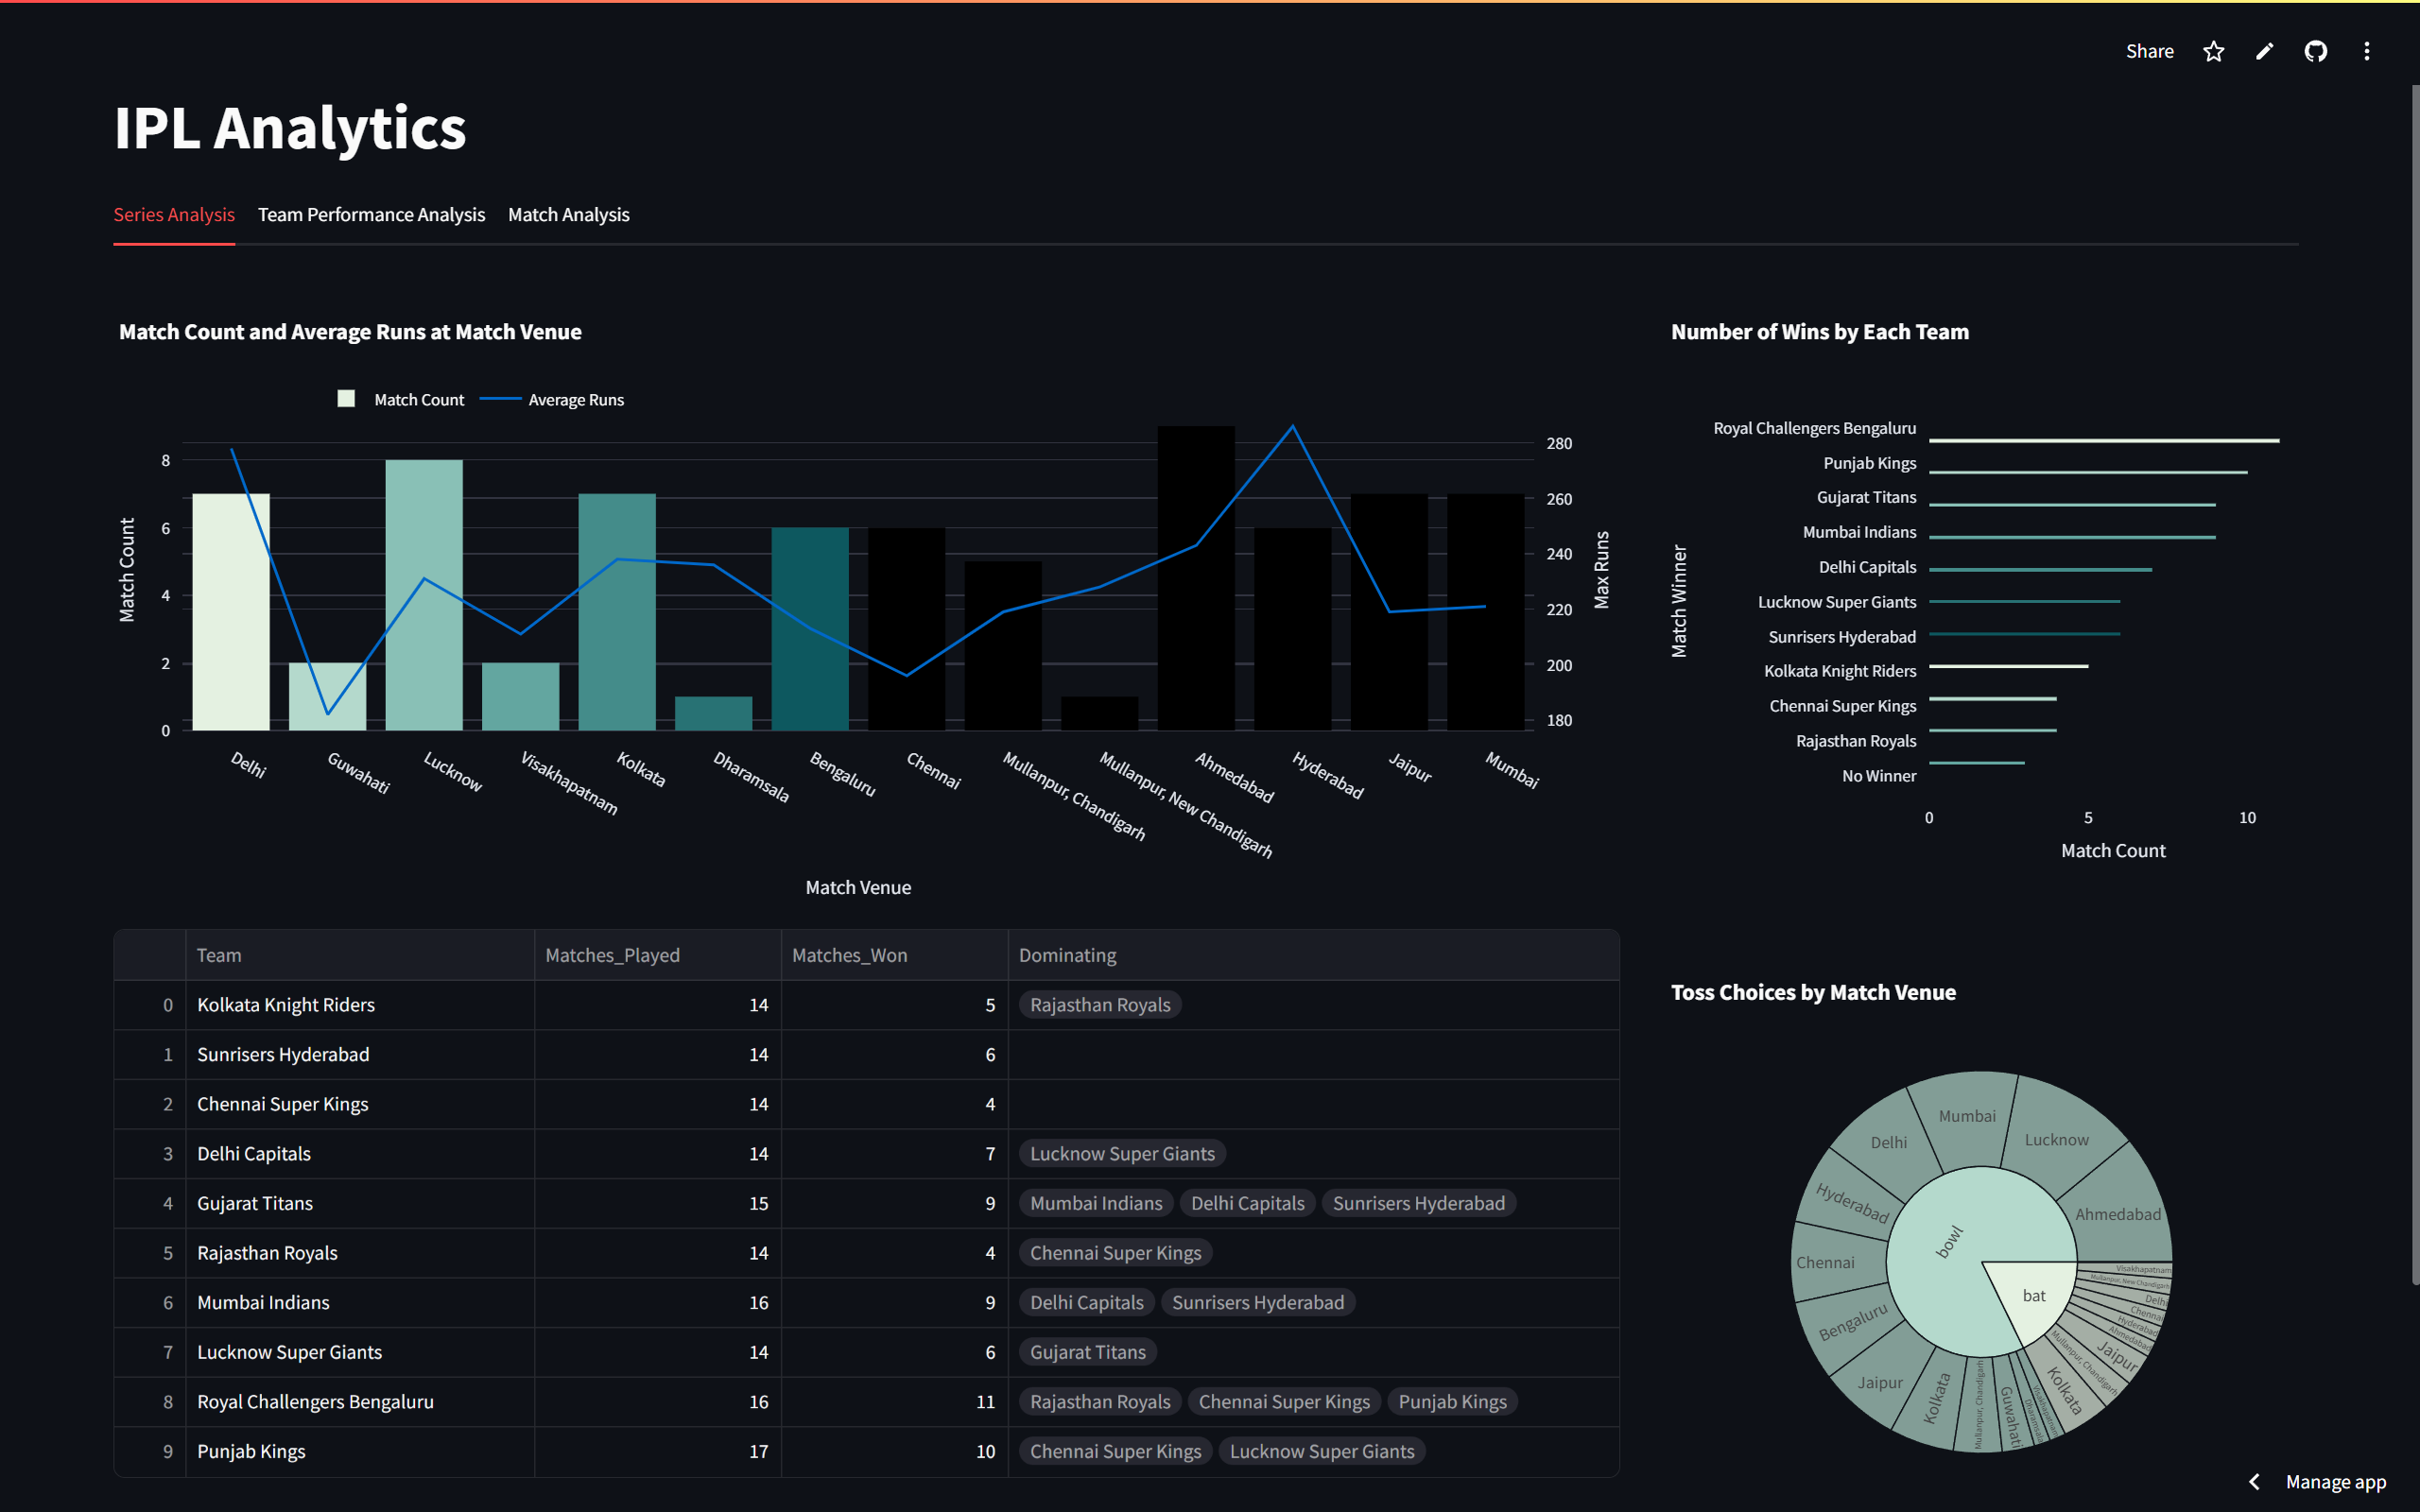 Share
IPL Analytics
Series Analysis Team Performance Analysis Match Analysis
Match Count and Average Runs at Match Venue
Match Count Average Runs
Match Count
8
6
4
2
0
280
260
240
220
200
180
Max Runs
Delhi
Guwahati
Lucknow
Visakhapatnam
Kolkata
Dharamsala
Bengaluru
Chennai
Mullanpur, Chandigarh
Mullanpur, New Chandigarh
Ahmedabad
Hyderabad
Jaipur
Mumbai
Match Venue
Number of Wins by Each Team
Match Winner
Royal Challengers Bengaluru
Punjab Kings
Gujarat Titans
Mumbai Indians
Delhi Capitals
Lucknow Super Giants
Sunrisers Hyderabad
Kolkata Knight Riders
Chennai Super Kings
Rajasthan Royals
No Winner
0 5 10
Match Count
Team Matches_Played Matches_Won Dominating
0 Kolkata Knight Riders 14 5 Rajasthan Royals
1 Sunrisers Hyderabad 14 6
2 Chennai Super Kings 14 4
3 Delhi Capitals 14 7 Lucknow Super Giants
4 Gujarat Titans 15 9 Mumbai Indians Delhi Capitals Sunrisers Hyderabad
5 Rajasthan Royals 14 4 Chennai Super Kings
6 Mumbai Indians 16 9 Delhi Capitals Sunrisers Hyderabad
7 Lucknow Super Giants 14 6 Gujarat Titans
8 Royal Challengers Bengaluru 16 11 Rajasthan Royals Chennai Super Kings Punjab Kings
9 Punjab Kings 17 10 Chennai Super Kings Lucknow Super Giants
Toss Choices by Match Venue
bowl
bat
Ahmedabad
Lucknow
Mumbai
Delhi
Hyderabad
Chennai
Bengaluru
Jaipur
Kolkata
Mullanpur, Chandigarh
Guwahati
Dharamsala
Visakhapatnam
Kolkata
Mullanpur, Chandigarh
Jaipur
Ahmedabad
Hyderabad
Chennai
Delhi
Mullanpur, New Chandigarh
Visakhapatnam
Manage app